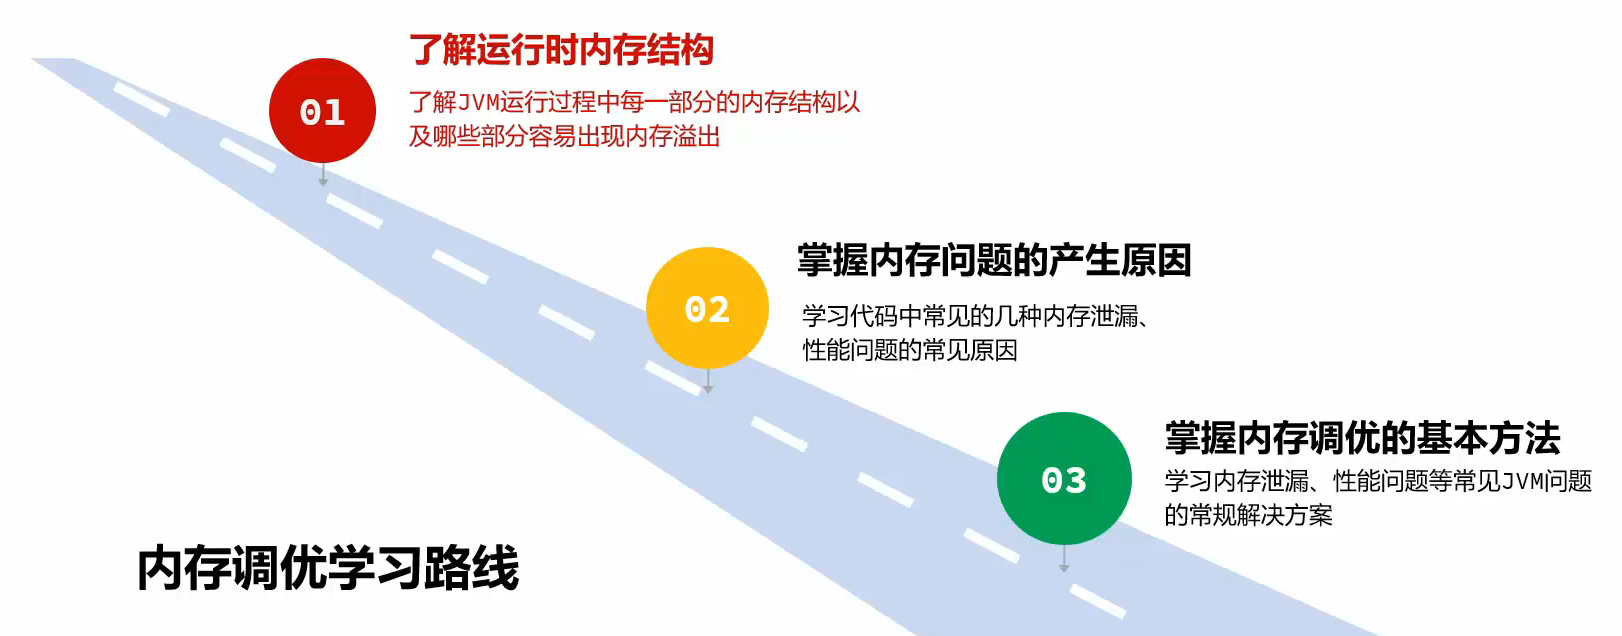 01
了解运行时内存结构
了解JVM运行过程中每一部分的内存结构以
及哪些部分容易出现内存溢出
02
掌握内存问题的产生原因
学习代码中常见的几种内存泄漏、
性能问题的常见原因
03
掌握内存调优的基本方法
学习内存泄漏、性能问题等常见JVM问题
的常规解决方案
内存调优学习路线